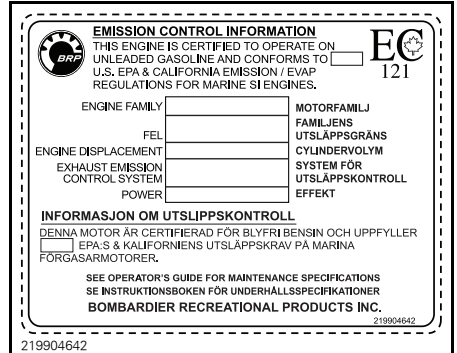 EMISSION CONTROL INFORMATION
BRP
THIS ENGINE IS CERTIFIED TO OPERATE ON
UNLEADED GASOLINE AND CONFORMS TO
U.S. EPA & CALIFORNIA EMISSION / EVAP
REGULATIONS FOR MARINE SI ENGINES.
EC
121
ENGINE FAMILY MOTORFAMILJ
FAMILJENS
FEL UTSLÄPPSGRÄNS
ENGINE DISPLACEMENT CYLINDERVOLYM
EXHAUST EMISSION SYSTEM FÖR
CONTROL SYSTEM UTSLÄPPSKONTROLL
POWER EFFEKT
INFORMASJON OM UTSLIPPSKONTROLL
DENNA MOTOR ÄR CERTIFIERAD FÖR BLYFRI BENSIN OCH UPPFYLLER
EPA:S & KALIFORNIENS UTSLÄPPSKRAV PÅ MARINA
FÖRGASARMOTORER.
SEE OPERATOR'S GUIDE FOR MAINTENANCE SPECIFICATIONS
SE INSTRUKTIONSBOKEN FÖR UNDERHÅLLSSPECIFIKATIONER
BOMBARDIER RECREATIONAL PRODUCTS INC.
219904642
219904642